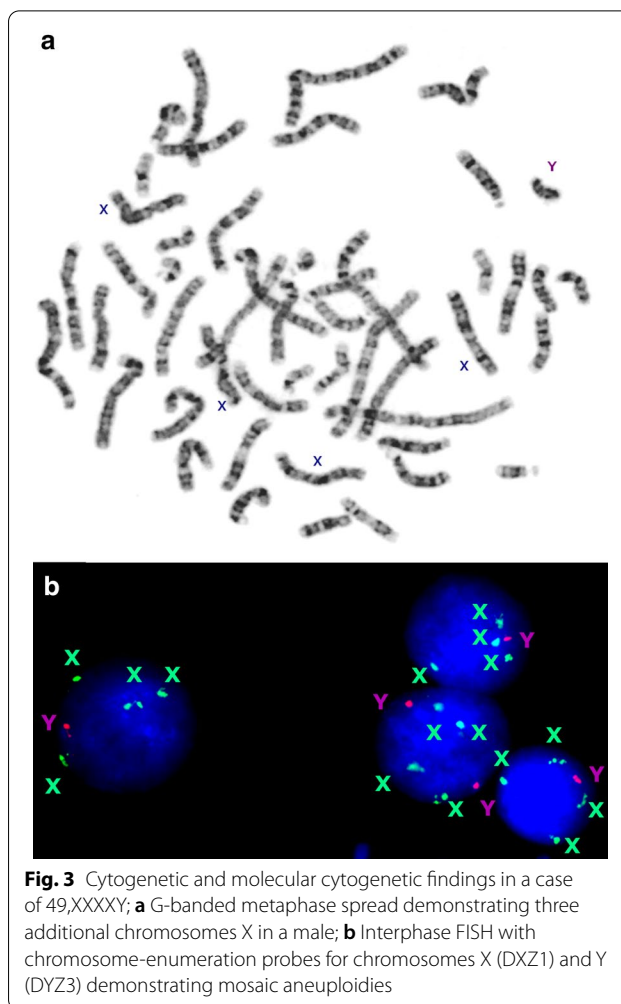 a
Y
X
X
X
X
b
X
X
X
X
Y
X
Y
X
X
Y
X
X
X
X
X
Y
X
X
Y
X
X
Fig. 3 Cytogenetic and molecular cytogenetic findings in a case
of 49,XXXXY; a G-banded metaphase spread demonstrating three
additional chromosomes X in a male; b Interphase FISH with
chromosome-enumeration probes for chromosomes X (DXZ1) and Y
(DYZ3) demonstrating mosaic aneuploidies